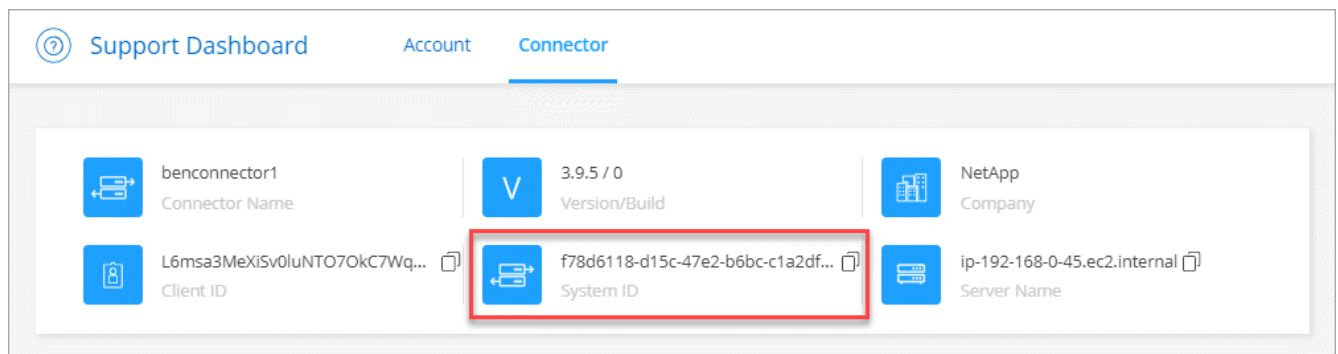 Support Dashboard Account Connector
benconnector1
Connector Name
3.9.5 / 0
Version/Build
NetApp
Company
L6msa3MeXiSv0luNTO7OkC7Wq...
Client ID
f78d6118-d15c-47e2-b6bc-c1a2df...
System ID
ip-192-168-0-45.ec2.internal
Server Name